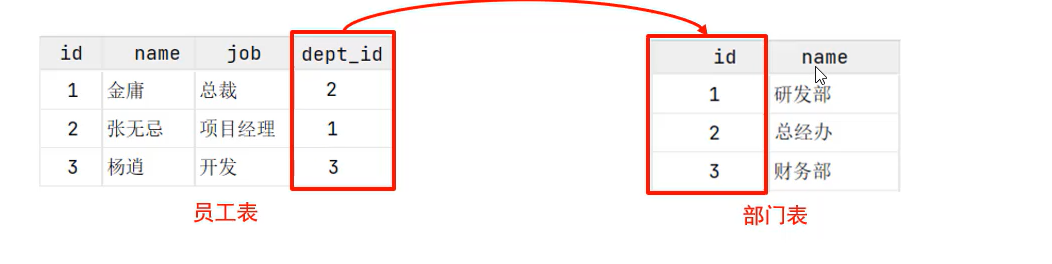 id name job dept_id
1 金庸 总裁 2
2 张无忌 项目经理 1
3 杨逍 开发 3
员工表
id name
1 研发部
2 总经办
3 财务部
部门表